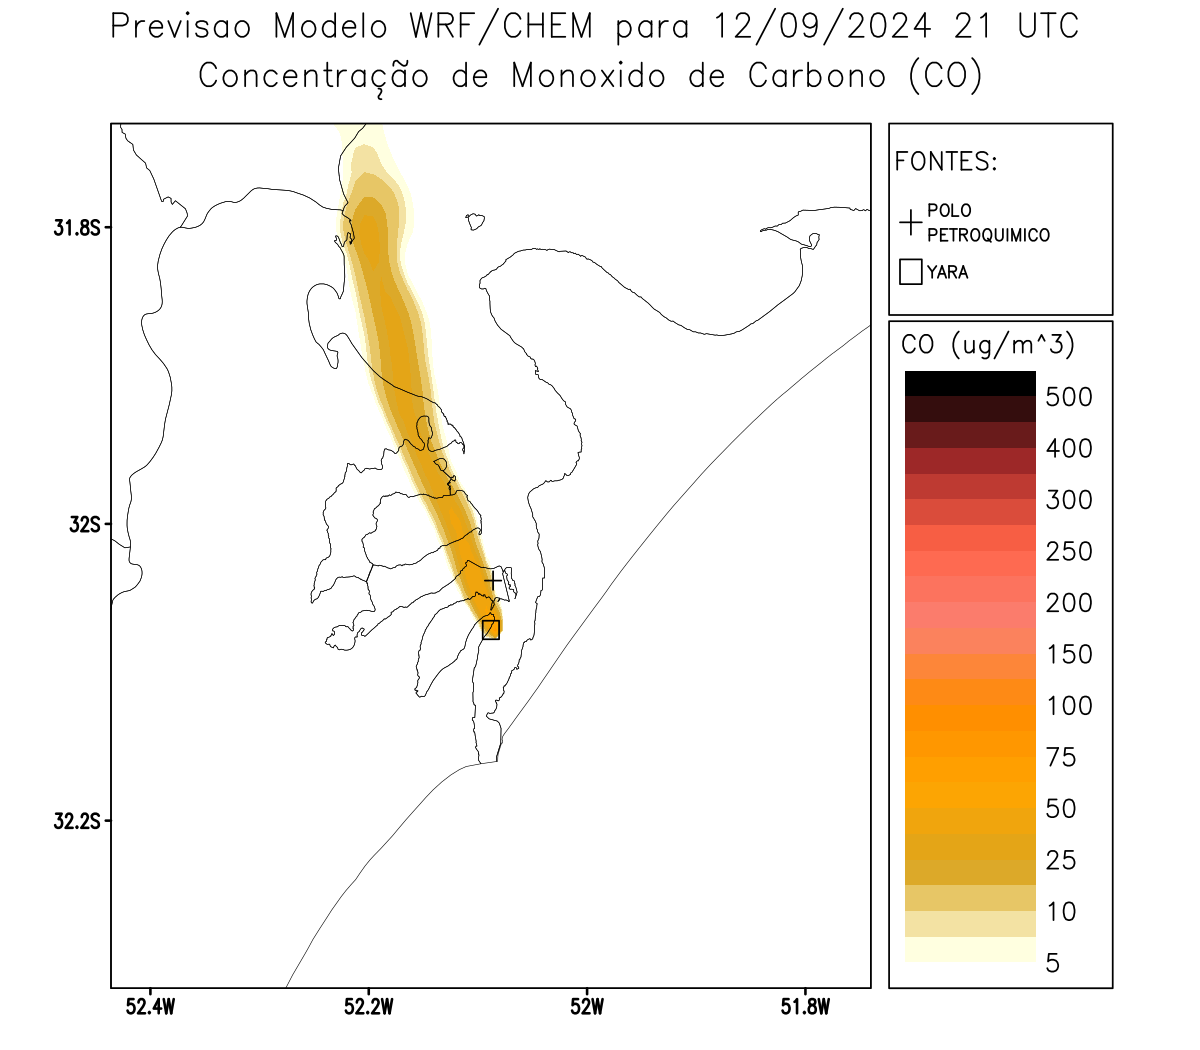 Previsao Modelo WRF/CHEM para 12/09/2024 21 UTC
Concentração de Monoxido de Carbono (CO)
FONTES:
POLO
PETROQUIMICO
YARA
CO (ug/m^3)
500
400
300
250
200
150
100
75
50
25
10
5
31.8S
32S
32.2S
52.4W
52.2W
52W
51.8W